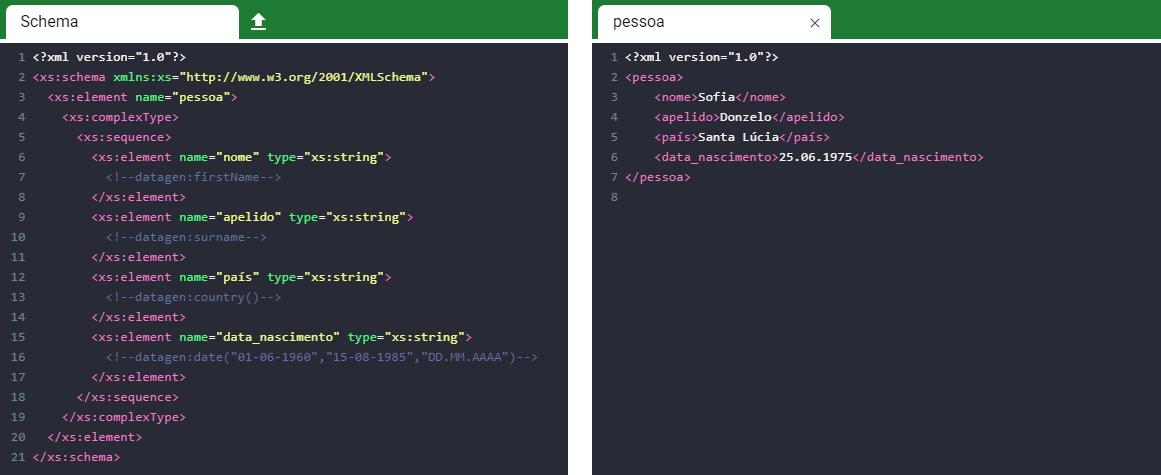 Schema
1 <?xml version="1.0"?>
2 <xs:schema xmlns:xs="http://www.w3.org/2001/XMLSchema">
3 <xs:element name="pessoa">
4 <xs:complexType>
5 <xs:sequence>
6 <xs:element name="nome" type="xs:string">
7 <!--datagen:firstName-->
8 </xs:element>
9 <xs:element name="apelido" type="xs:string">
10 <!--datagen:surname-->
11 </xs:element>
12 <xs:element name="país" type="xs:string">
13 <!--datagen:country()-->
14 </xs:element>
15 <xs:element name="data_nascimento" type="xs:string">
16 <!--datagen:date("01-06-1960","15-08-1985","DD.MM.AAAA")-->
17 </xs:element>
18 </xs:sequence>
19 </xs:complexType>
20 </xs:element>
21 </xs:schema>
pessoa
1 <?xml version="1.0"?>
2 <pessoa>
3 <nome>Sofia</nome>
4 <apelido>Donzelo</apelido>
5 <país>Santa Lúcia</país>
6 <data_nascimento>25.06.1975</data_nascimento>
7 </pessoa>
8